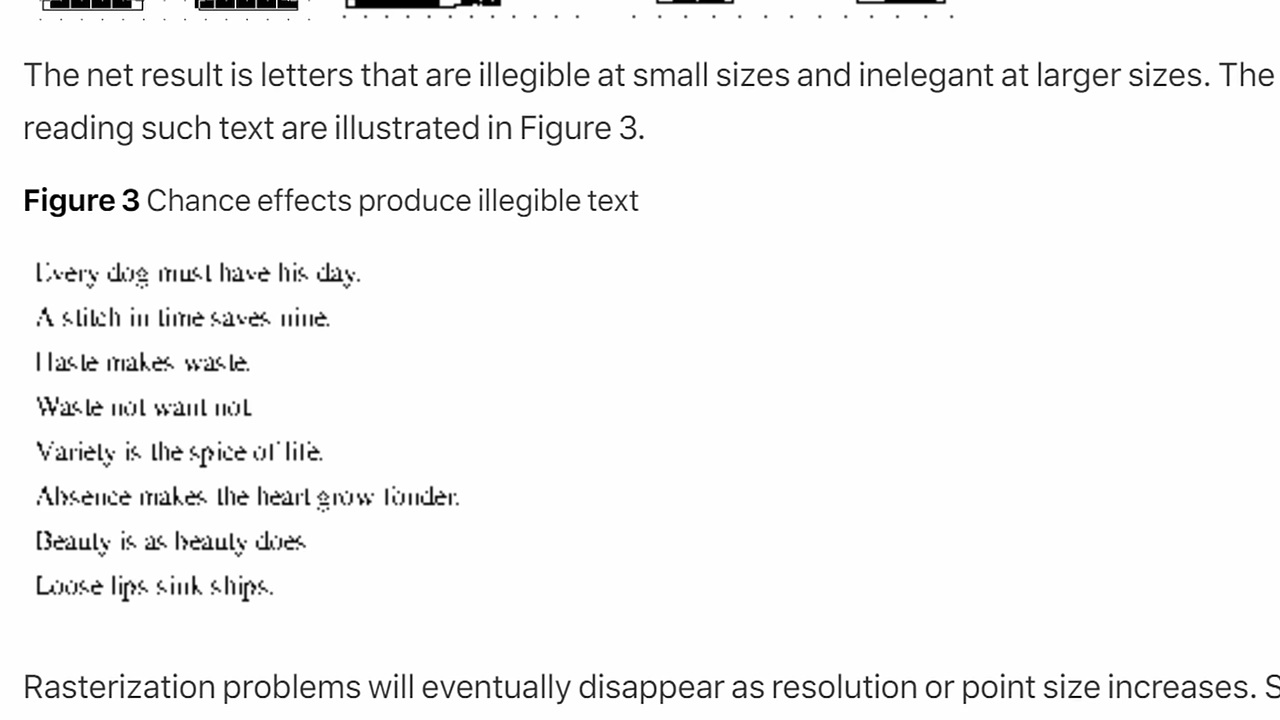 The net result is letters that are illegible at small sizes and inelegant at larger sizes. The
reading such text are illustrated in Figure 3.
Figure 3 Chance effects produce illegible text
Every dog must have his day.
A stitch in time saves nine.
Haste makes waste.
Waste not want not
Variety is the spice of life.
Absence makes the heart grow fonder.
Beauty is as beauty does
Loose lips sink ships.
Rasterization problems will eventually disappear as resolution or point size increases. S